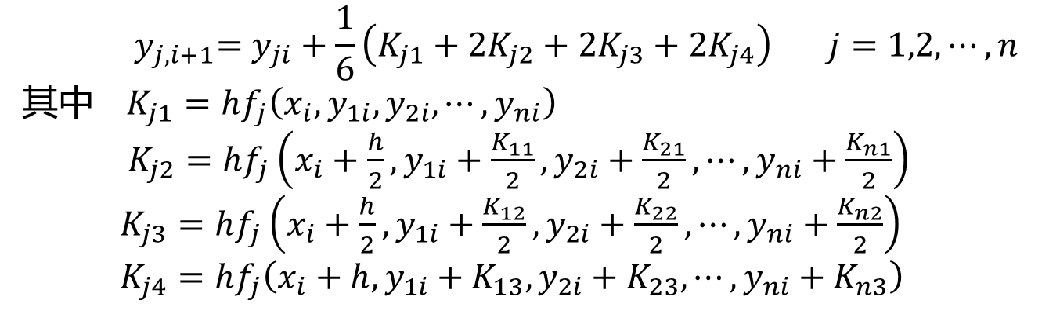 y_{j,i+1} = y_{ji} + \frac{1}{6}(K_{j1} + 2K_{j2} + 2K_{j3} + 2K_{j4})   j = 1,2,⋯,n
其中 K_{j1} = hf_j(x_i, y_{1i}, y_{2i}, ⋯, y_{ni})
K_{j2} = hf_j(x_i + \frac{h}{2}, y_{1i} + \frac{K_{11}}{2}, y_{2i} + \frac{K_{21}}{2}, ⋯, y_{ni} + \frac{K_{n1}}{2})
K_{j3} = hf_j(x_i + \frac{h}{2}, y_{1i} + \frac{K_{12}}{2}, y_{2i} + \frac{K_{22}}{2}, ⋯, y_{ni} + \frac{K_{n2}}{2})
K_{j4} = hf_j(x_i + h, y_{1i} + K_{13}, y_{2i} + K_{23}, ⋯, y_{ni} + K_{n3})